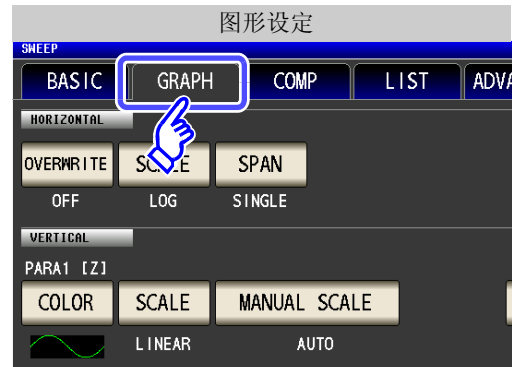 图形设定
SWEEP
BASIC GRAPH COMP LIST ADVA
HORIZONTAL
OVERWRITE SCALE SPAN
OFF LOG SINGLE
VERTICAL
PARA1 [Z]
COLOR SCALE MANUAL SCALE
LINEAR AUTO